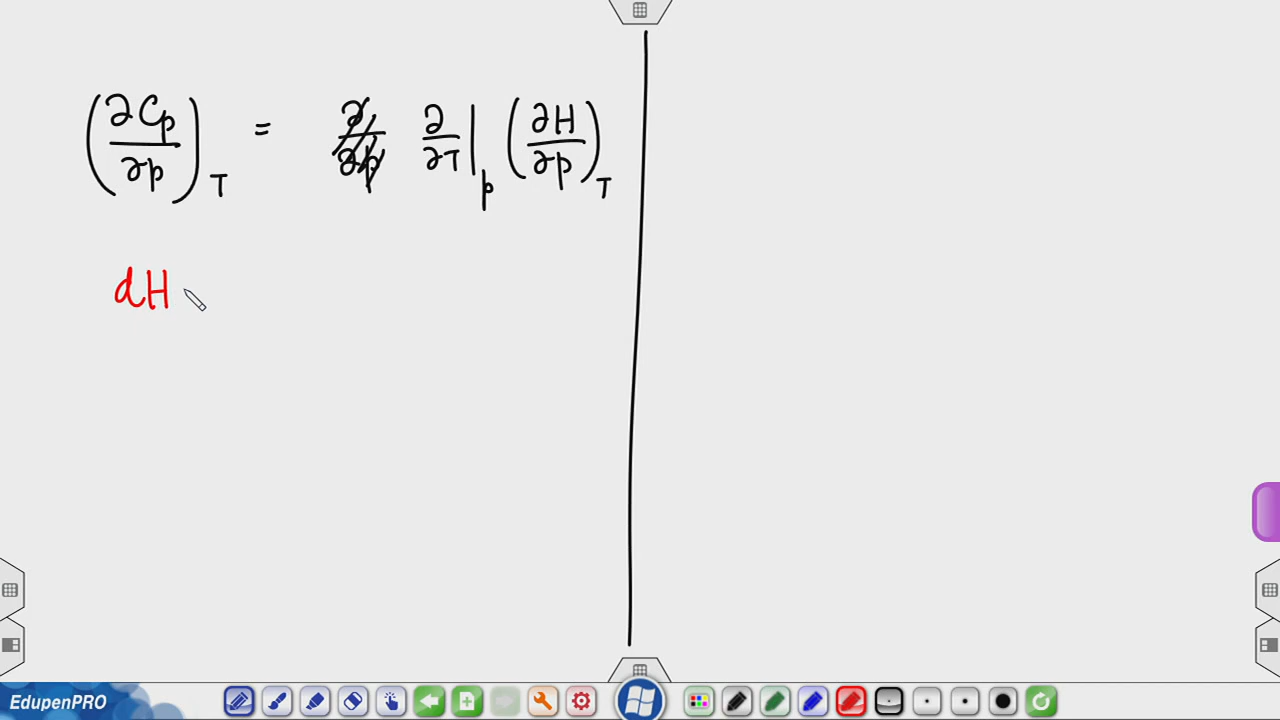 (∂Cp/∂p)T = ∂/∂p ∂/∂T|p (∂H/∂p)T
dH
EdupenPRO